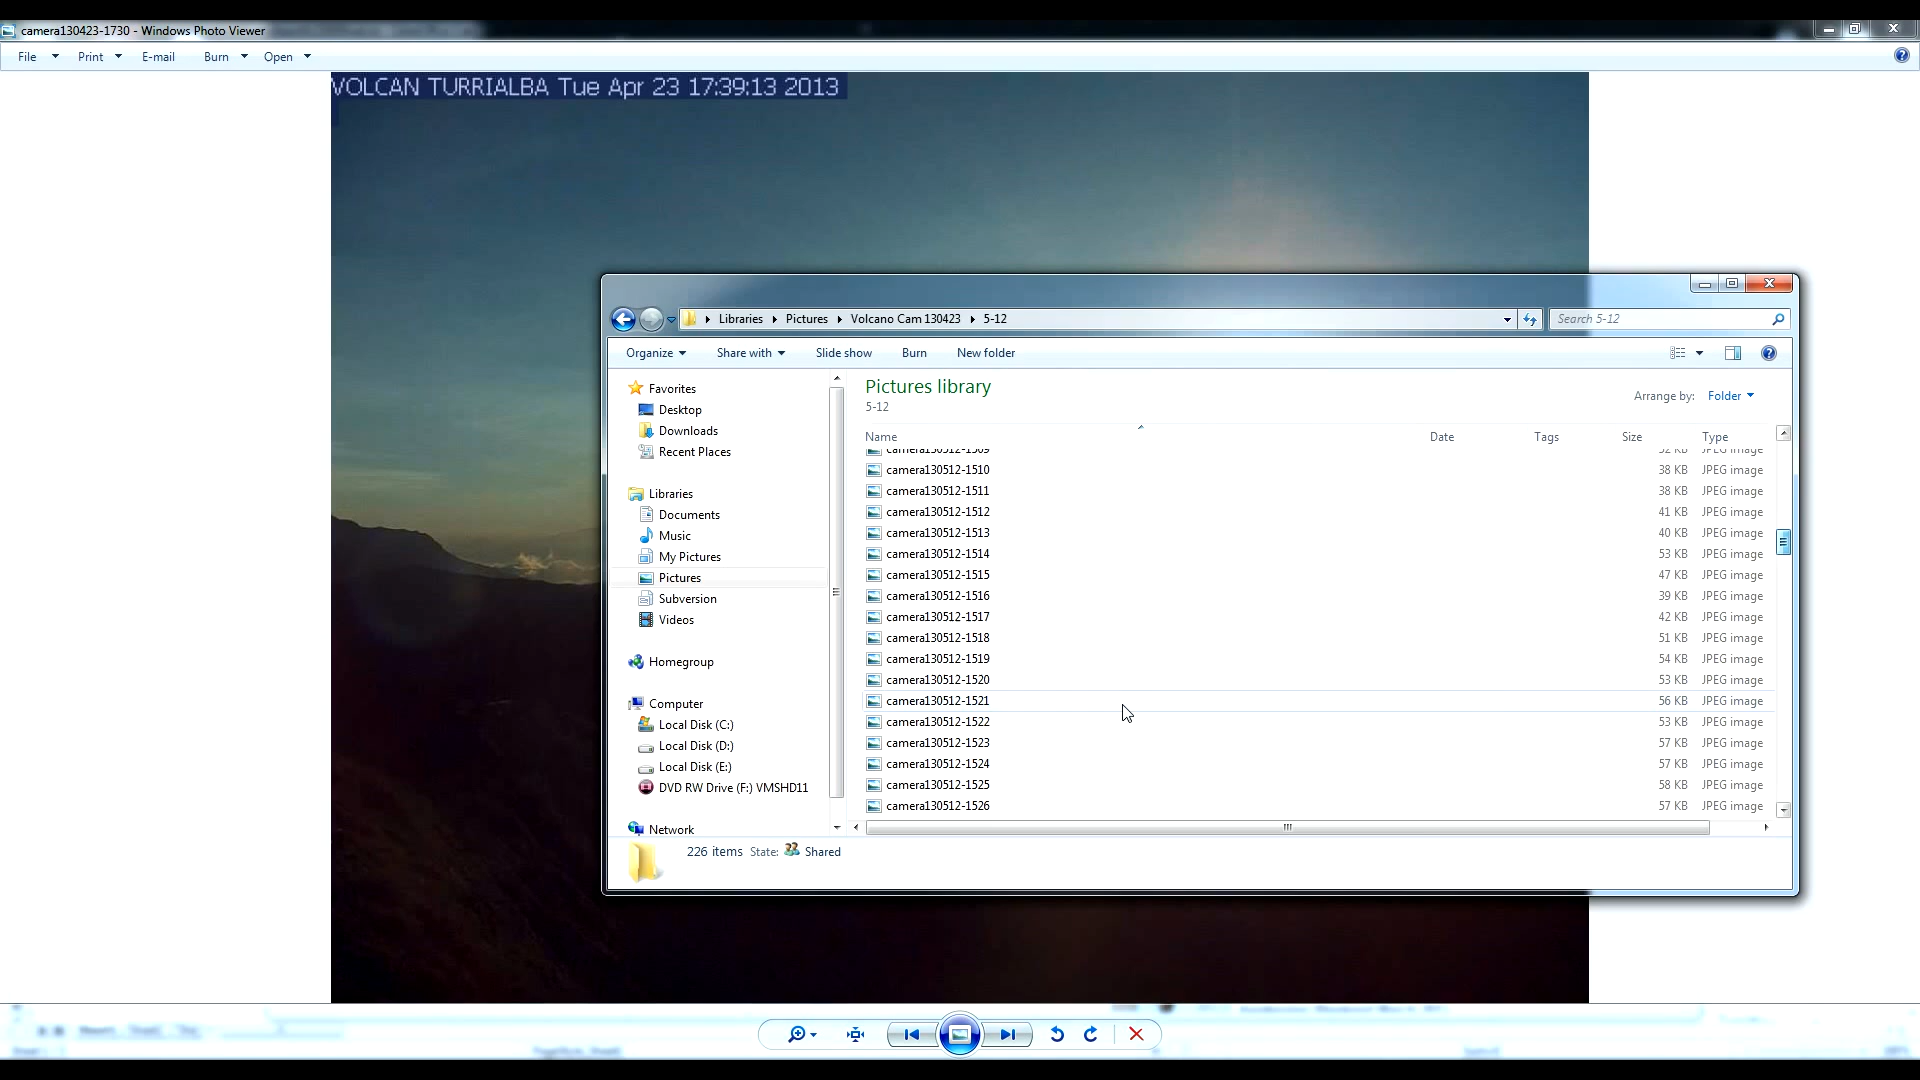 camera130423-1730 - Windows Photo Viewer
File Print E-mail Burn Open
VOLCAN TURRIALBA Tue Apr 23 17:39:13 2013
Libraries Pictures Volcano Cam 130423 5-12
Search 5-12
Organize Share with Slide show Burn New folder
Favorites
Desktop
Downloads
Recent Places
Libraries
Documents
Music
My Pictures
Pictures
Subversion
Videos
Homegroup
Computer
Local Disk (C:)
Local Disk (D:)
Local Disk (E:)
DVD RW Drive (F:) VMSHD11
Network
Pictures library
5-12
Arrange by: Folder
Name Date Tags Size Type
camera130512-1509 52 KB JPEG image
camera130512-1510 38 KB JPEG image
camera130512-1511 38 KB JPEG image
camera130512-1512 41 KB JPEG image
camera130512-1513 40 KB JPEG image
camera130512-1514 53 KB JPEG image
camera130512-1515 47 KB JPEG image
camera130512-1516 39 KB JPEG image
camera130512-1517 42 KB JPEG image
camera130512-1518 51 KB JPEG image
camera130512-1519 54 KB JPEG image
camera130512-1520 53 KB JPEG image
camera130512-1521 56 KB JPEG image
camera130512-1522 53 KB JPEG image
camera130512-1523 57 KB JPEG image
camera130512-1524 57 KB JPEG image
camera130512-1525 58 KB JPEG image
camera130512-1526 57 KB JPEG image
226 items State: Shared